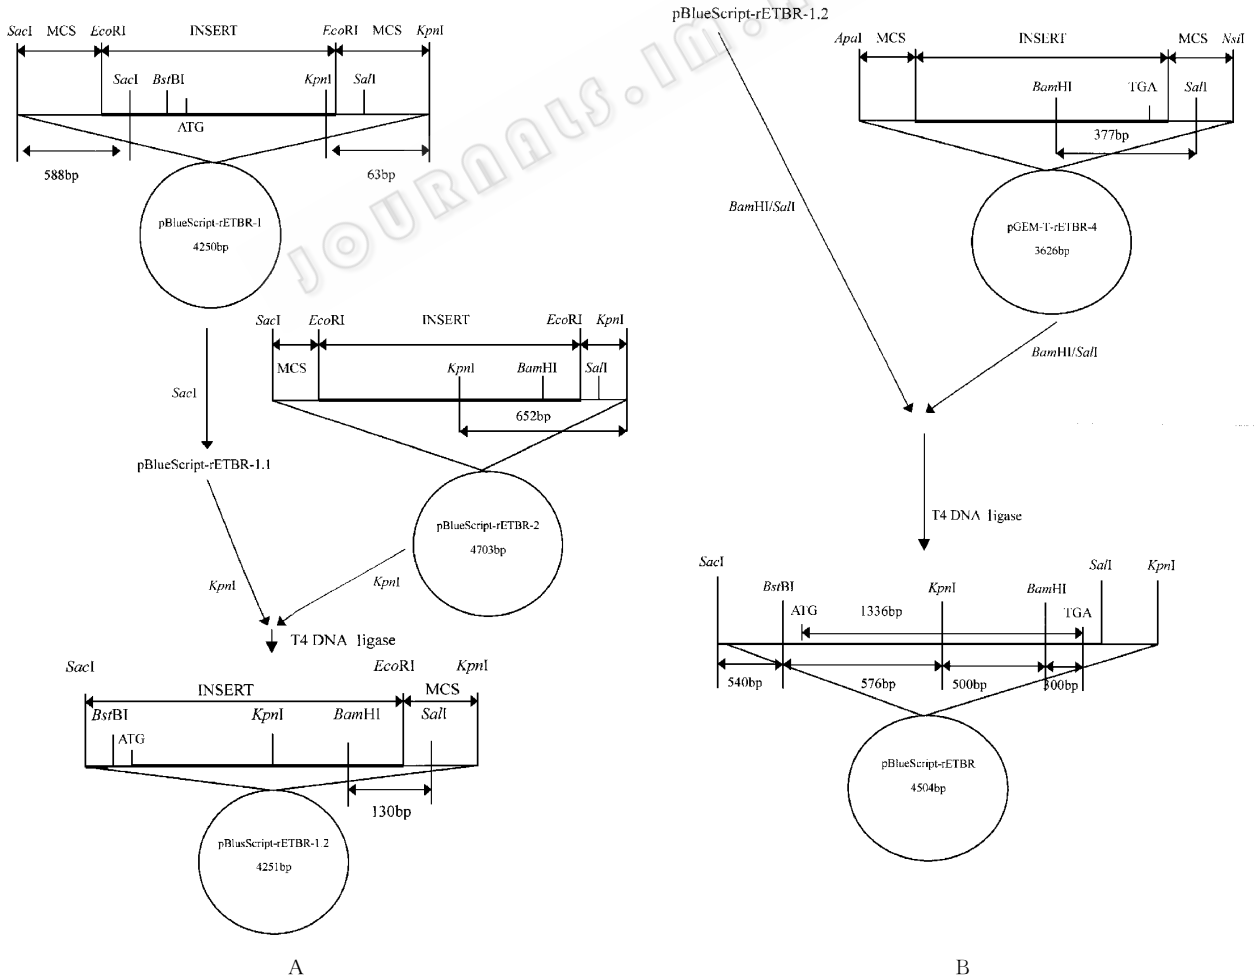 SacI MCS EcoRI INSERT EcoRI MCS KpnI
SacI BstBI KpnI SalI
ATG
588bp 63bp
pBlueScript-rETBR-1
4250bp
SacI
pBlueScript-rETBR-1.1
SacI EcoRI INSERT EcoRI KpnI
MCS KpnI BamHI SalI
652bp
pBlueScript-rETBR-2
4703bp
KpnI KpnI
T4 DNA ligase
SacI EcoRI KpnI
INSERT MCS
BstBI KpnI BamHI SalI
ATG
130bp
pBlusScript-rETBR-1.2
4251bp
A
pBlueScript-rETBR-1.2
ApaI MCS INSERT MCS NsiI
BamHI TGA SalI
377bp
BamHI/SalI
pGEM-T-rETBR-4
3626bp
BamHI/SalI
T4 DNA ligase
SacI SalI KpnI
BstBI KpnI BamHI
ATG 1336bp TGA
540bp 576bp 500bp 300bp
pBlueScript-rETBR
4504bp
B
JOURNALS.IM.